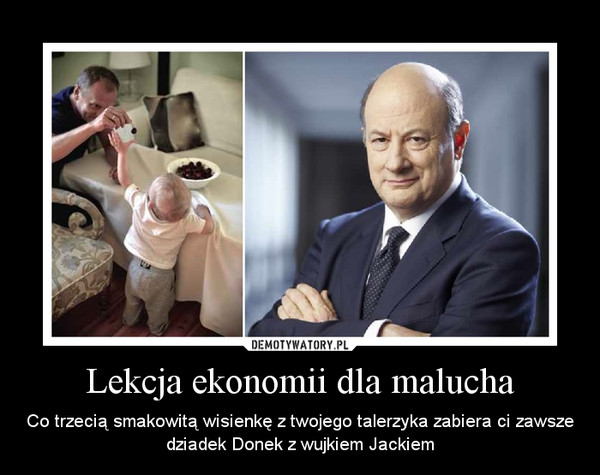 DEMOTYWATORY.PL
Lekcja ekonomii dla malucha
Co trzecią smakowitą wisienkę z twojego talerzyka zabiera ci zawsze
dziadek Donek z wujkiem Jackiem